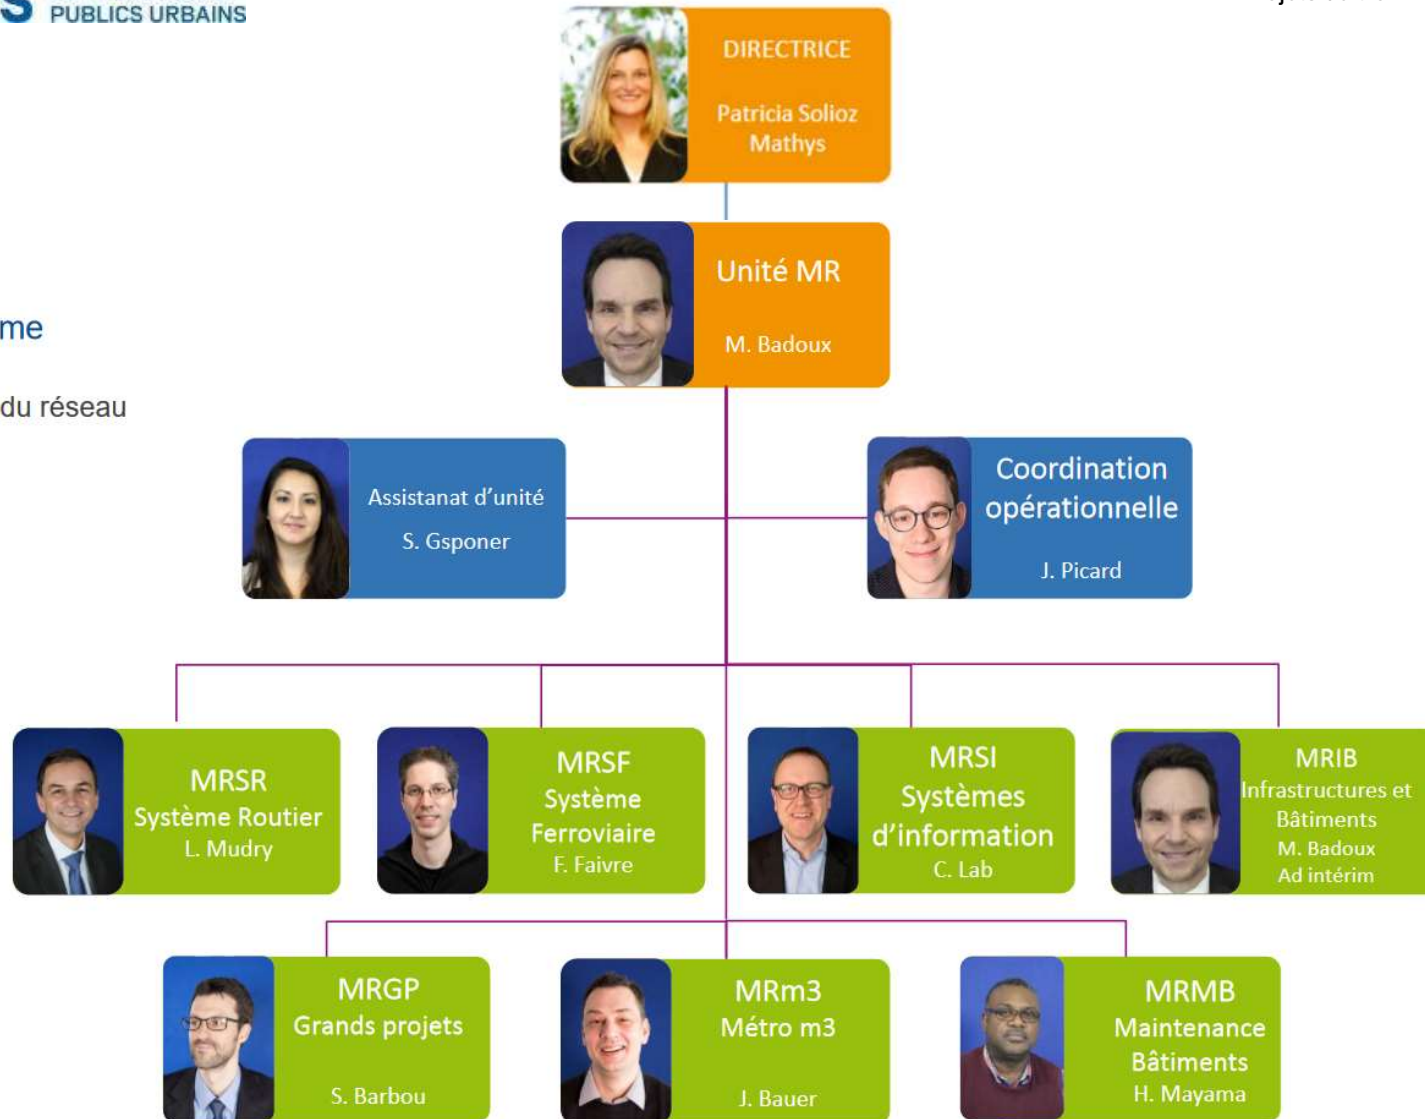 PUBLICS URBAINS
DIRECTRICE
Patricia Solioz
Mathys
Unité MR
M. Badoux
me
du réseau
Assistanat d'unité
S. Gsponer
Coordination
opérationnelle
J. Picard
MRSR
Système Routier
L. Mudry
MRSF
Système
Ferroviaire
F. Faivre
MRSI
Systèmes
d'information
C. Lab
MRIB
Infrastructures et
Bâtiments
M. Badoux
Ad intérim
MRGP
Grands projets
S. Barbou
MRm3
Métro m3
J. Bauer
MRMB
Maintenance
Bâtiments
H. Mayama